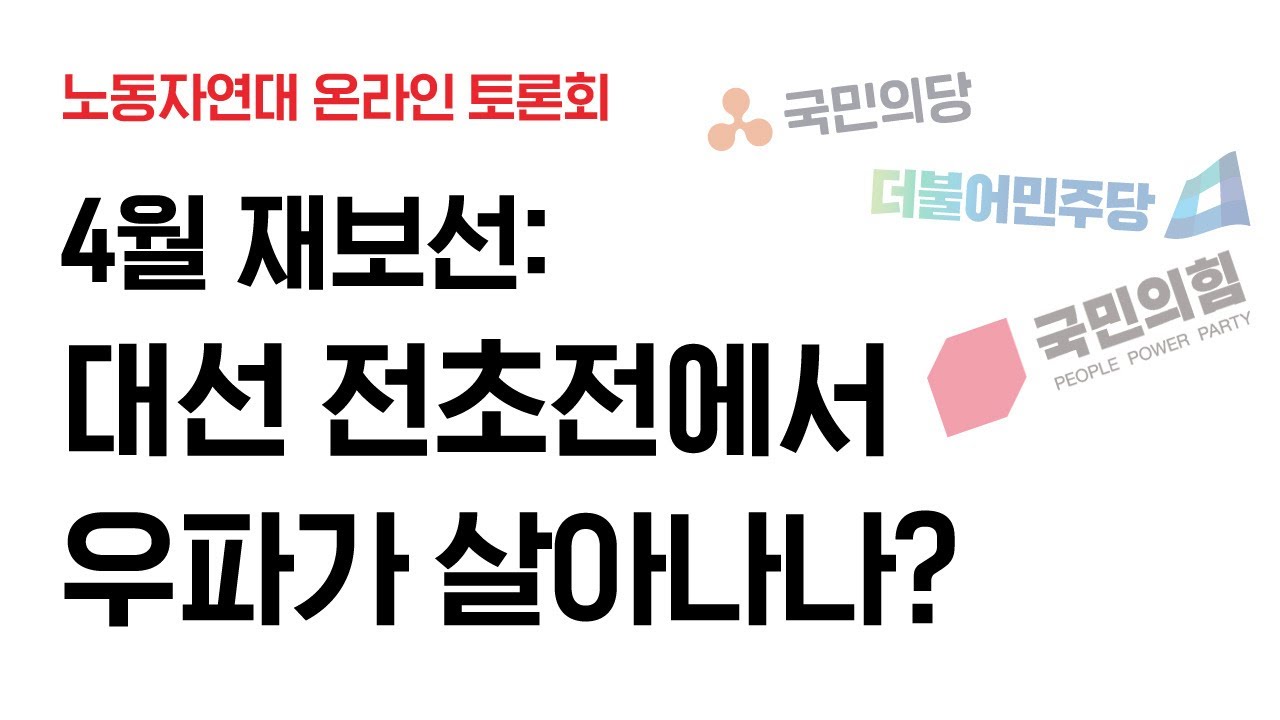 노동자연대 온라인 토론회
국민의당
더불어민주당
4월 재보선:
국민의힘
PEOPLE POWER PARTY
대선 전초전에서
우파가 살아나나?